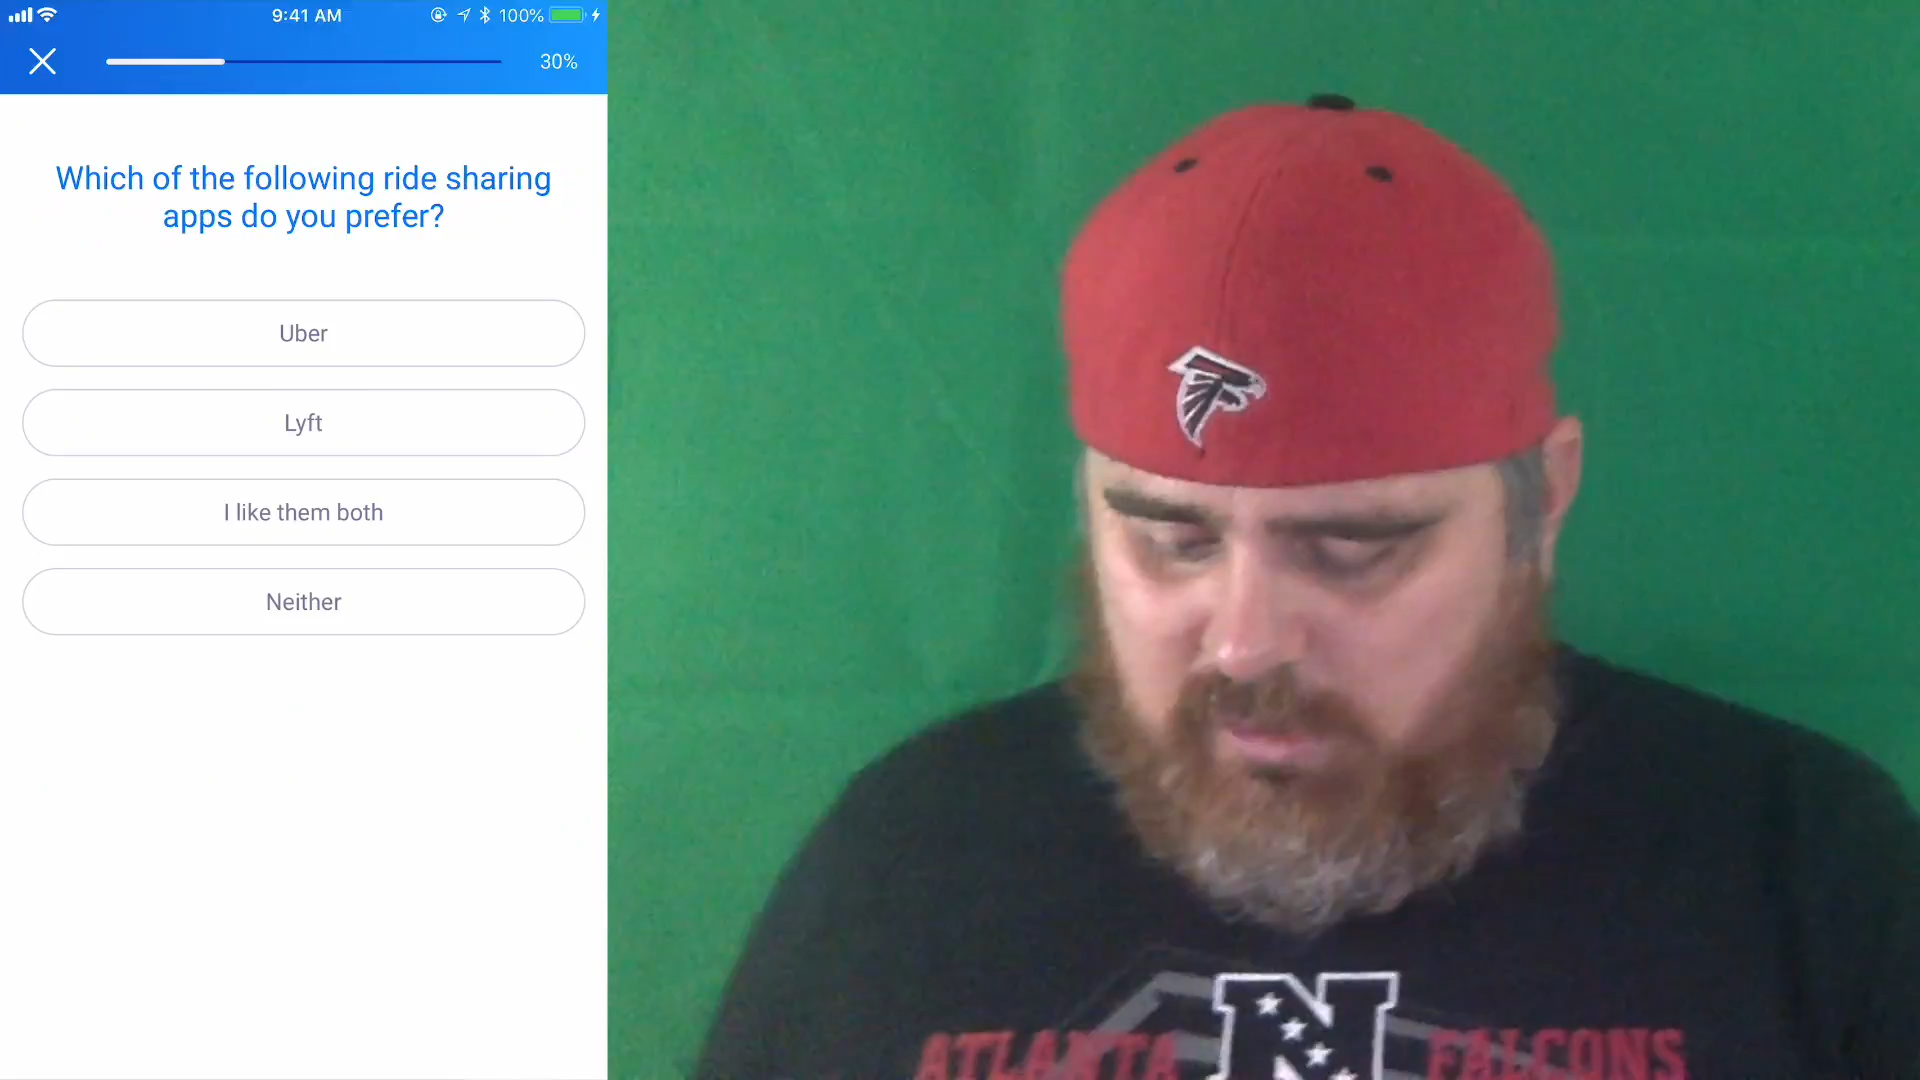 9:41 AM
100%
30%
Which of the following ride sharing
apps do you prefer?
Uber
Lyft
I like them both
Neither
N
ATLANTA FALCONS